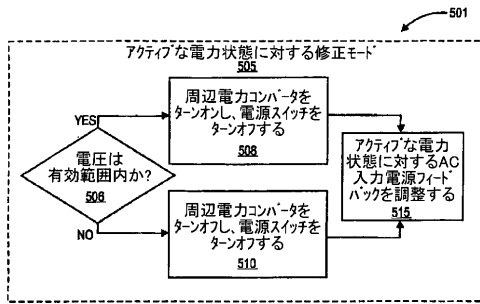 501
アクティブな電力状態に対する修正モード
505
周辺電力コンバータを
ターンオンし、電源スイッチを
ターンオフする
508
YES
電圧は
有効範囲内か?
506
NO
周辺電力コンバータを
ターンオフし、電源スイッチを
ターンオフする
510
アクティブな電力
状態に対するAC
入力電源フィード
バックを調整する
515